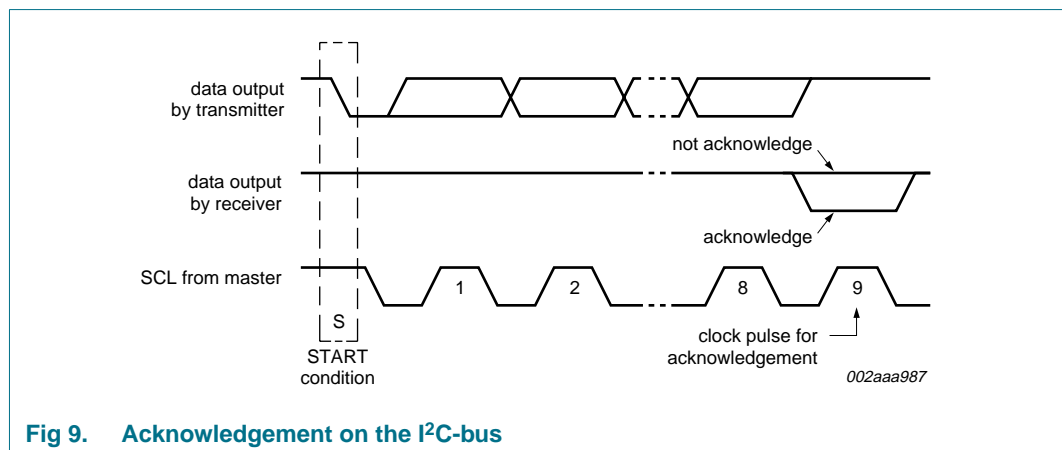 data output
by transmitter
not acknowledge
data output
by receiver
acknowledge
SCL from master
1
2
8
9
S
START
condition
clock pulse for
acknowledgement
002aaa987
Fig 9. Acknowledgement on the I²C-bus